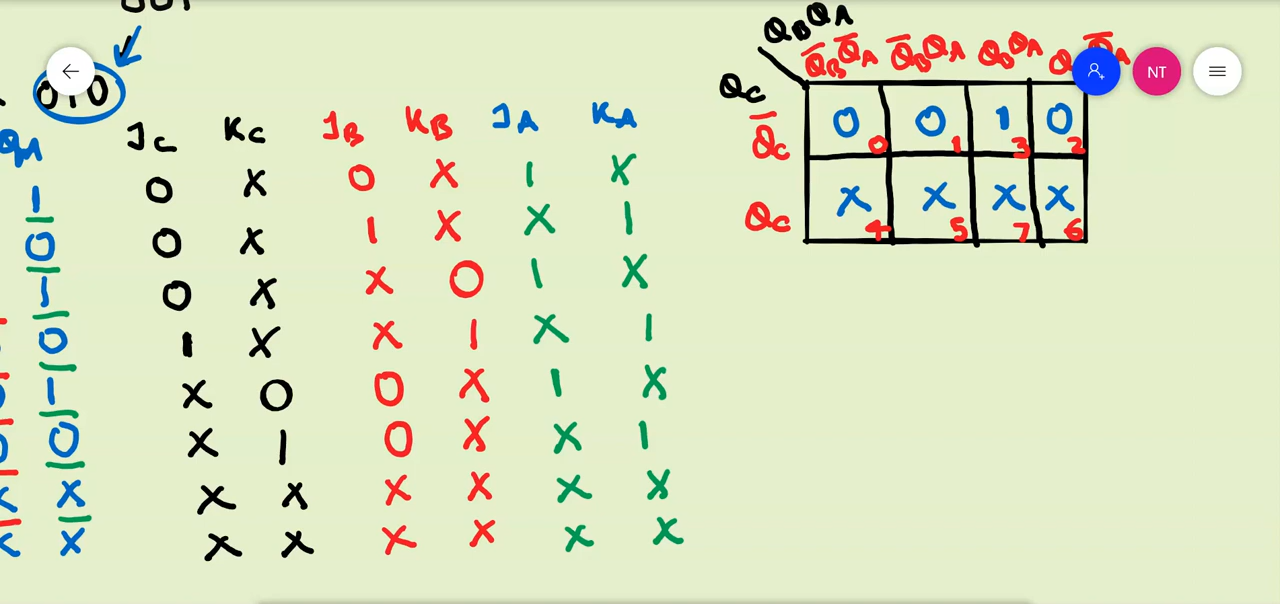 010
QA JC KC JB KB JA KA
1 0 X 0 X 1 X
0 0 X 1 X X 1
1 0 X X 0 1 X
0 1 X X 1 X 1
1 X 0 0 X 1 X
0 X 1 0 X X 1
X X X X X X X
X X X X X X X
QBQA
Q̅BQ̅A Q̅BQA QBQA
QC
Q̅C 0 0 0 1 1 3 0 2
QC X 4 X 5 X 7 X 6
NT